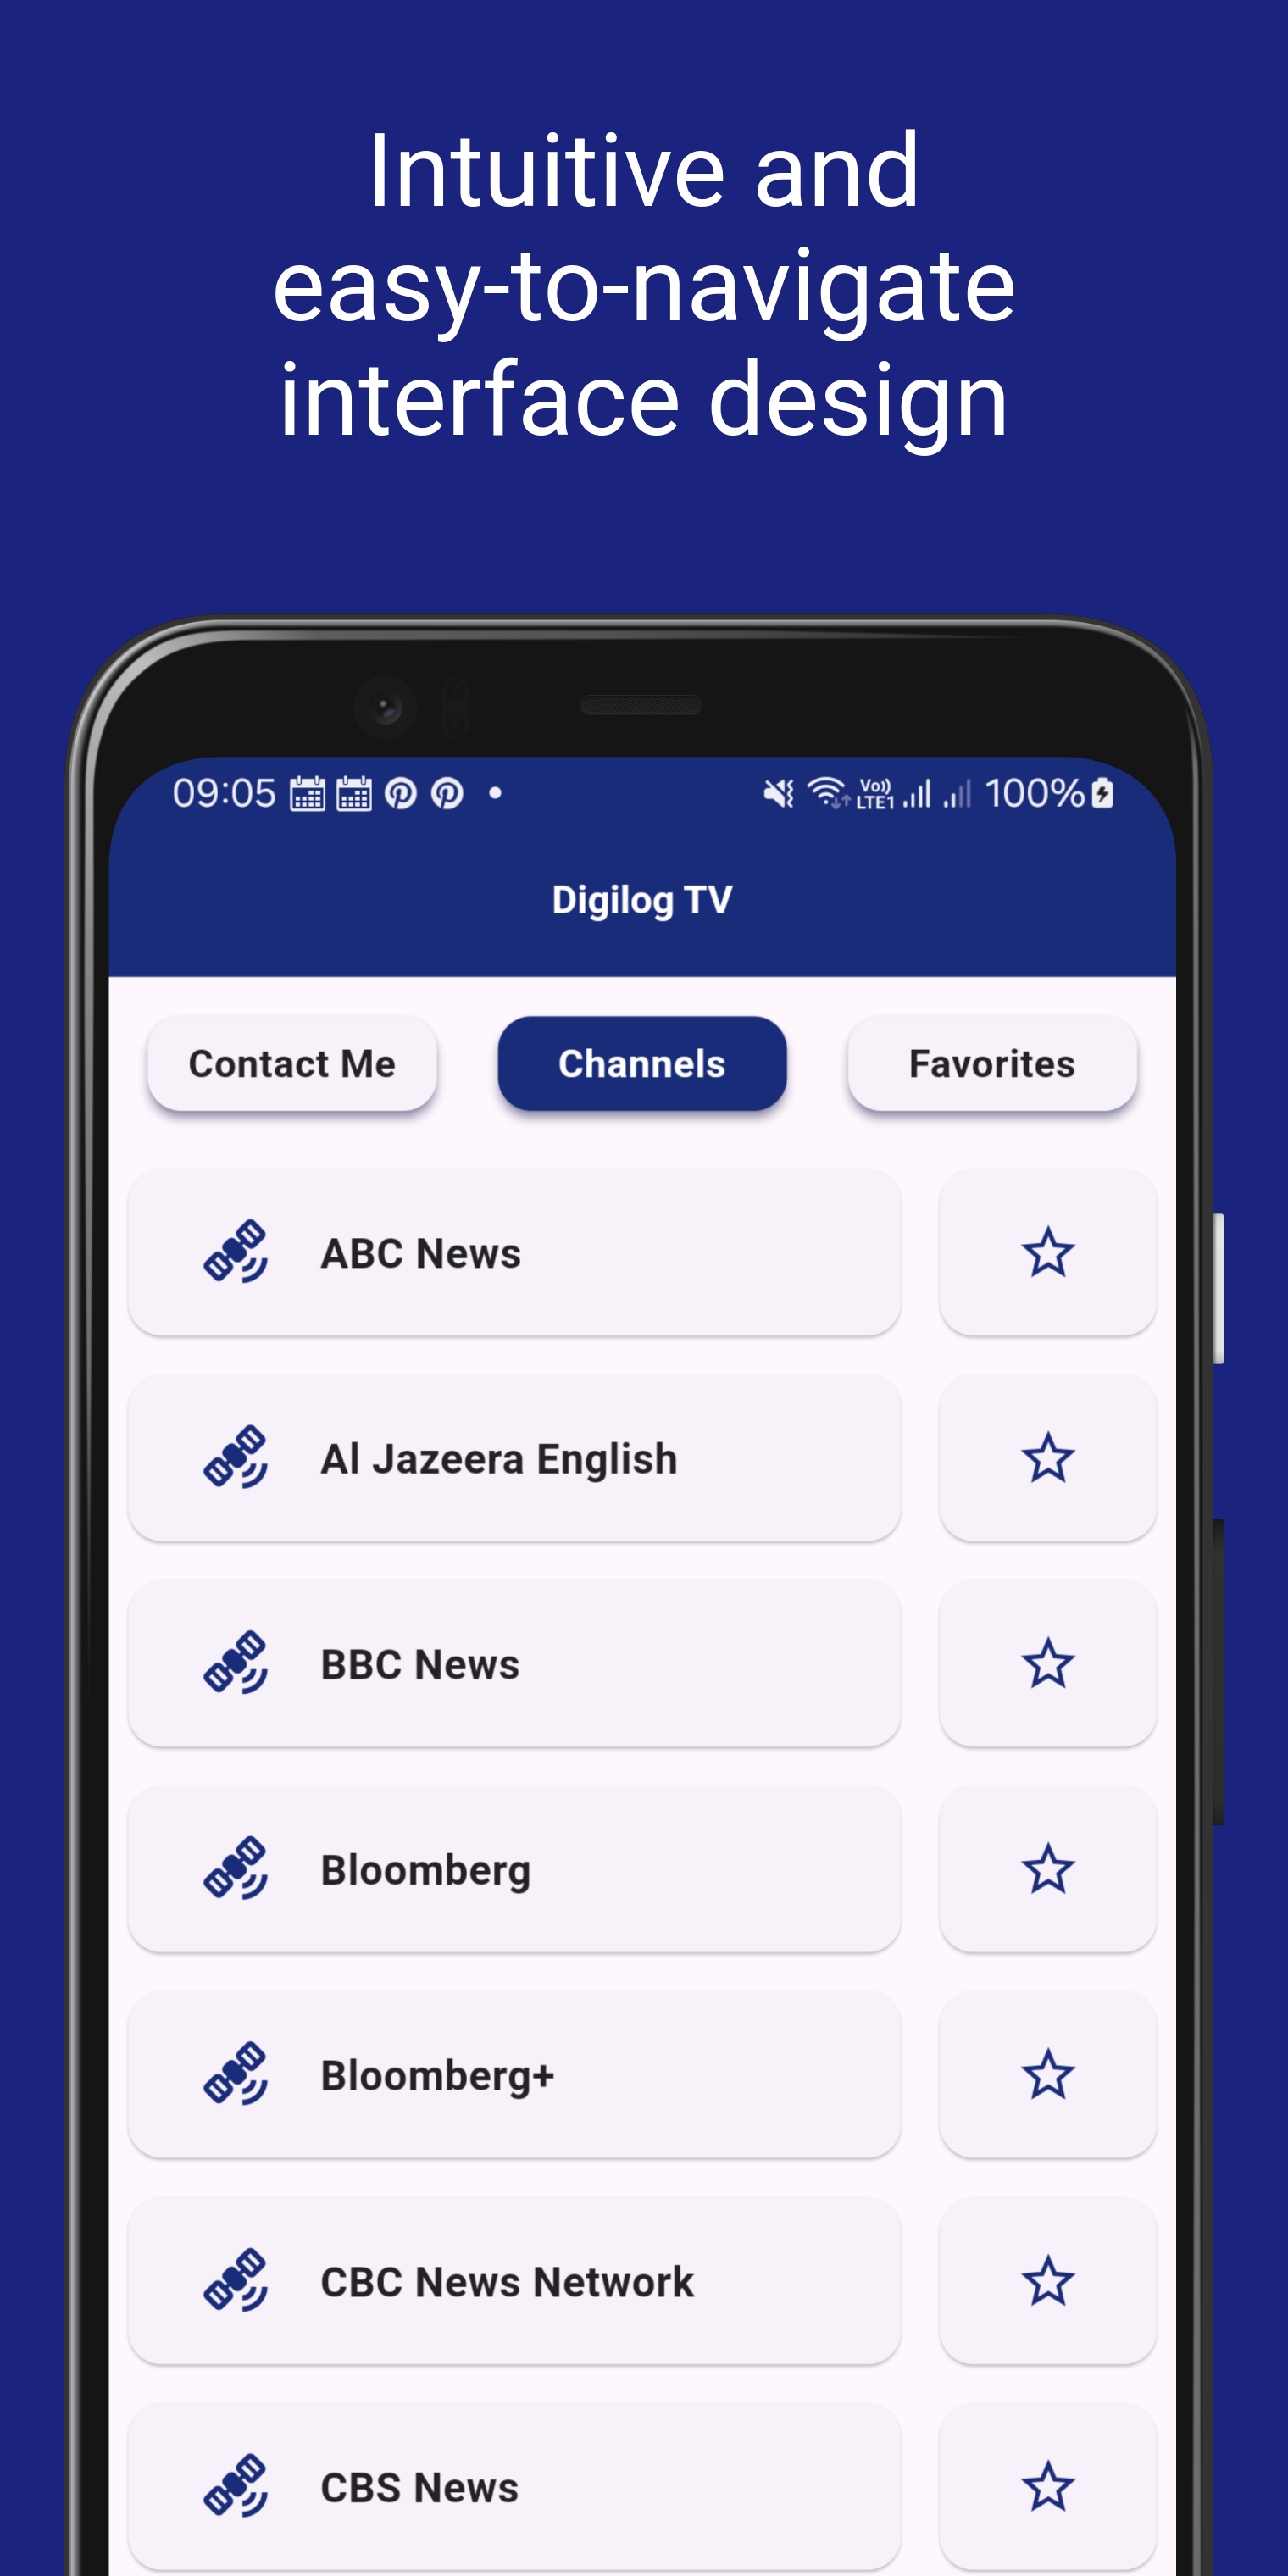 Intuitive and
easy-to-navigate
interface design
09:05 Vo)) LTE1 100%
Digilog TV
Contact Me Channels Favorites
ABC News
Al Jazeera English
BBC News
Bloomberg
Bloomberg+
CBC News Network
CBS News